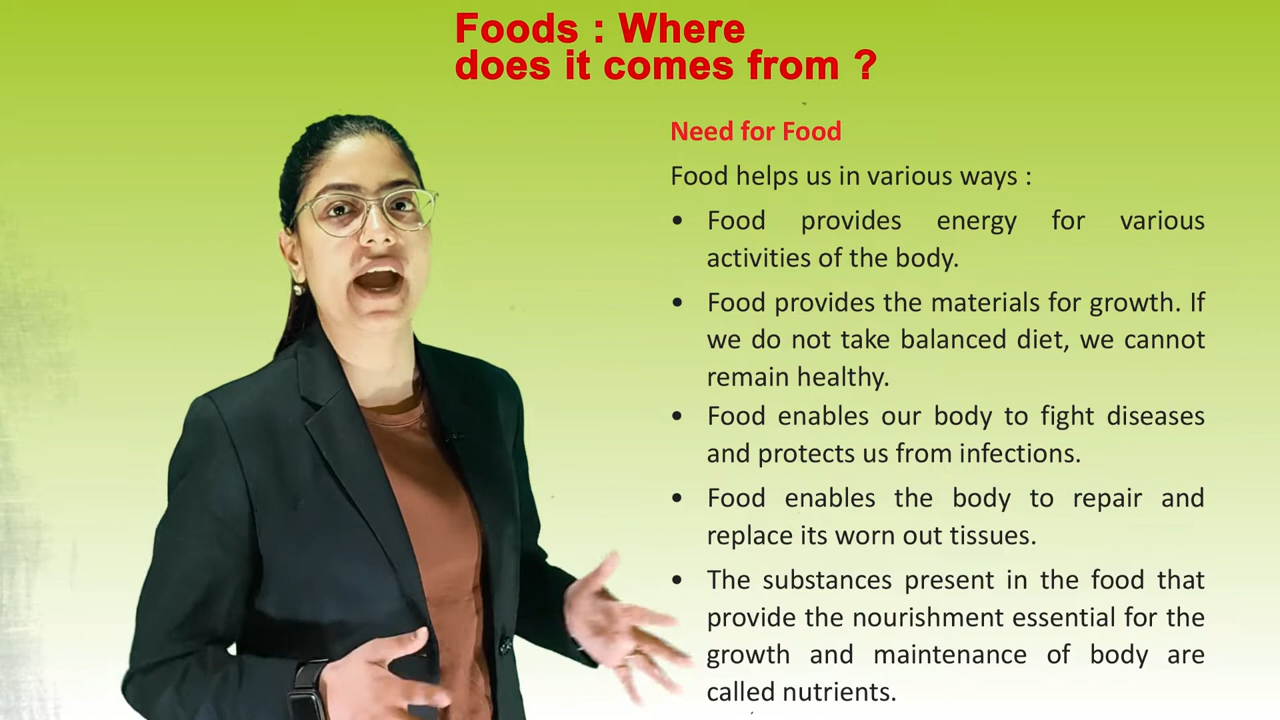 Foods : Where
does it comes from ?
Need for Food
Food helps us in various ways :
• Food provides energy for various
activities of the body.
• Food provides the materials for growth. If
we do not take balanced diet, we cannot
remain healthy.
• Food enables our body to fight diseases
and protects us from infections.
• Food enables the body to repair and
replace its worn out tissues.
• The substances present in the food that
provide the nourishment essential for the
growth and maintenance of body are
called nutrients.